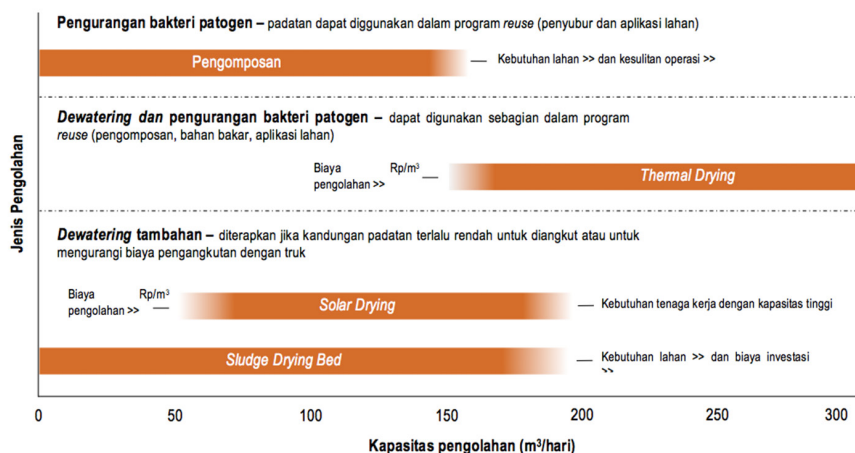 Pengurangan bakteri patogen – padatan dapat diggunakan dalam program reuse (penyubur dan aplikasi lahan)
Pengomposan
Kebutuhan lahan >> dan kesulitan operasi >>
Dewatering dan pengurangan bakteri patogen – dapat digunakan sebagian dalam program
reuse (pengomposan, bahan bakar, aplikasi lahan)
Biaya Rp/m³
pengolahan >>
Thermal Drying
Jenis Pengolahan
Dewatering tambahan – diterapkan jika kandungan padatan terlalu rendah untuk diangkut atau untuk
mengurangi biaya pengangkutan dengan truk
Biaya Rp/m³
pengolahan >>
Solar Drying
Kebutuhan tenaga kerja dengan kapasitas tinggi
Sludge Drying Bed
Kebutuhan lahan >> dan biaya investasi
>>
0 50 100 150 200 250 300
Kapasitas pengolahan (m³/hari)